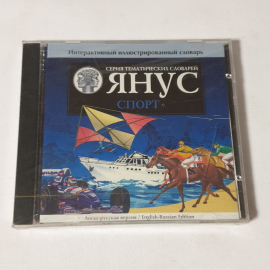 Интерактивный иллюстрированный словарь
СЕРИЯ ТЕМАТИЧЕСКИХ СЛОВАРЕЙ
ЯНУС
СПОРТ
Англо-русская версия / English-Russian Edition